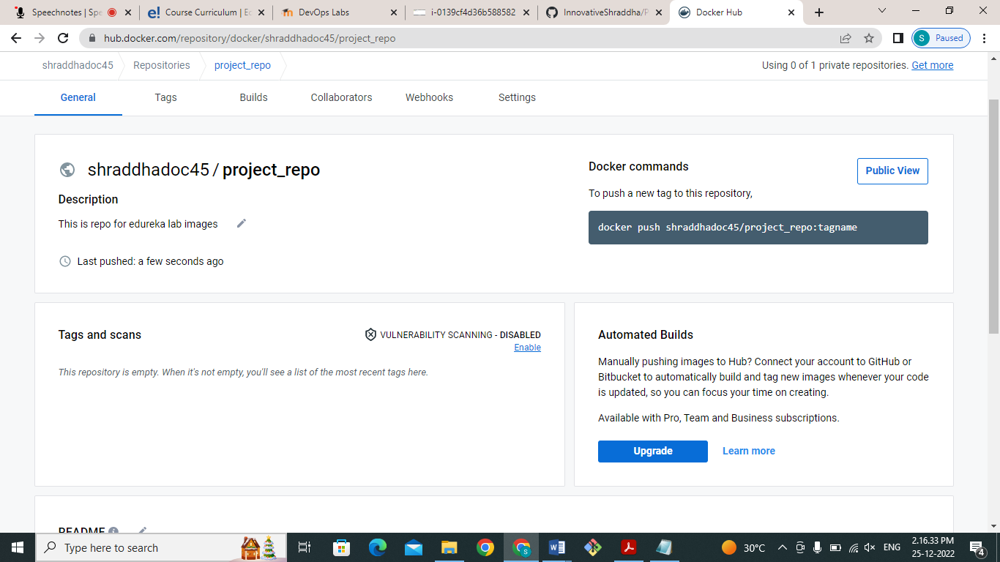 Speechnotes | Spe
Course Curriculum | Ec
DevOps Labs
i-0139cf4d36b588582
InnovativeShraddha/P
Docker Hub
hub.docker.com/repository/docker/shraddhadoc45/project_repo
S Paused
shraddhadoc45 Repositories project_repo
Using 0 of 1 private repositories. Get more
General Tags Builds Collaborators Webhooks Settings
shraddhadoc45 / project_repo
Description
This is repo for edureka lab images
Last pushed: a few seconds ago
Docker commands
Public View
To push a new tag to this repository,
docker push shraddhadoc45/project_repo:tagname
Tags and scans
VULNERABILITY SCANNING - DISABLED
Enable
This repository is empty. When it's not empty, you'll see a list of the most recent tags here.
Automated Builds
Manually pushing images to Hub? Connect your account to GitHub or
Bitbucket to automatically build and tag new images whenever your code
is updated, so you can focus your time on creating.
Available with Pro, Team and Business subscriptions.
Upgrade Learn more
README
Type here to search
30°C
ENG
2.16.33 PM
25-12-2022
4